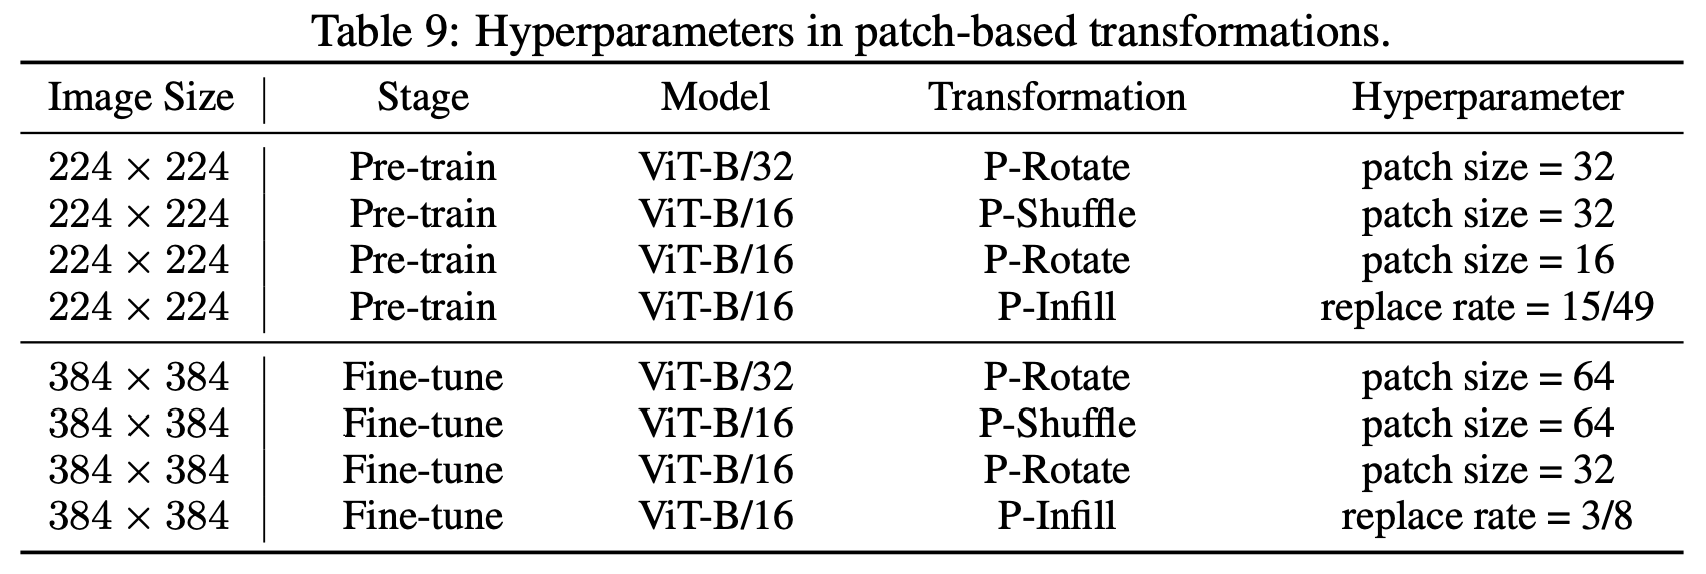 Table 9: Hyperparameters in patch-based transformations.
Image Size Stage Model Transformation Hyperparameter
224 × 224 Pre-train ViT-B/32 P-Rotate patch size = 32
224 × 224 Pre-train ViT-B/16 P-Shuffle patch size = 32
224 × 224 Pre-train ViT-B/16 P-Rotate patch size = 16
224 × 224 Pre-train ViT-B/16 P-Infill replace rate = 15/49
384 × 384 Fine-tune ViT-B/32 P-Rotate patch size = 64
384 × 384 Fine-tune ViT-B/16 P-Shuffle patch size = 64
384 × 384 Fine-tune ViT-B/16 P-Rotate patch size = 32
384 × 384 Fine-tune ViT-B/16 P-Infill replace rate = 3/8